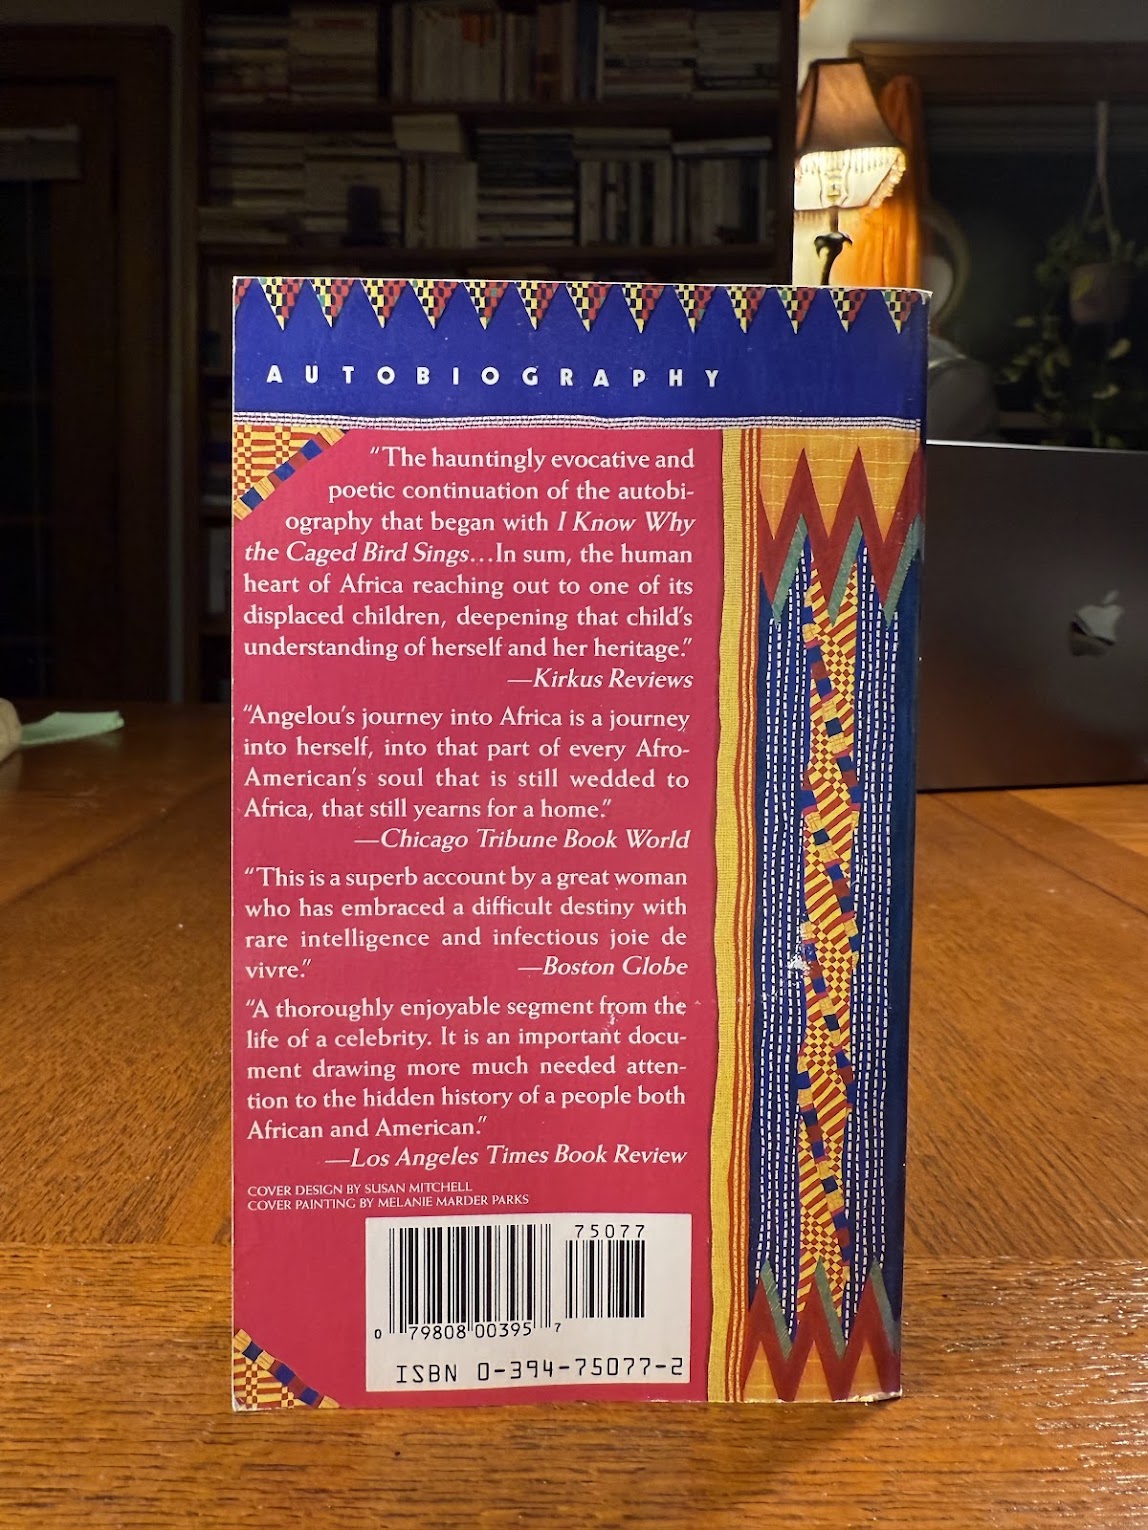 AUTOBIOGRAPHY
“The hauntingly evocative and
poetic continuation of the autobi-
ography that began with I Know Why
the Caged Bird Sings...In sum, the human
heart of Africa reaching out to one of its
displaced children, deepening that child's
understanding of herself and her heritage.”
—Kirkus Reviews
“Angelou's journey into Africa is a journey
into herself, into that part of every Afro-
American's soul that is still wedded to
Africa, that still yearns for a home.”
—Chicago Tribune Book World
“This is a superb account by a great woman
who has embraced a difficult destiny with
rare intelligence and infectious joie de
vivre.” —Boston Globe
“A thoroughly enjoyable segment from the
life of a celebrity. It is an important docu-
ment drawing more much needed atten-
tion to the hidden history of a people both
African and American.”
—Los Angeles Times Book Review
COVER DESIGN BY SUSAN MITCHELL
COVER PAINTING BY MELANIE MARDER PARKS
75077
0 79808 00395 7
ISBN 0-394-75077-2